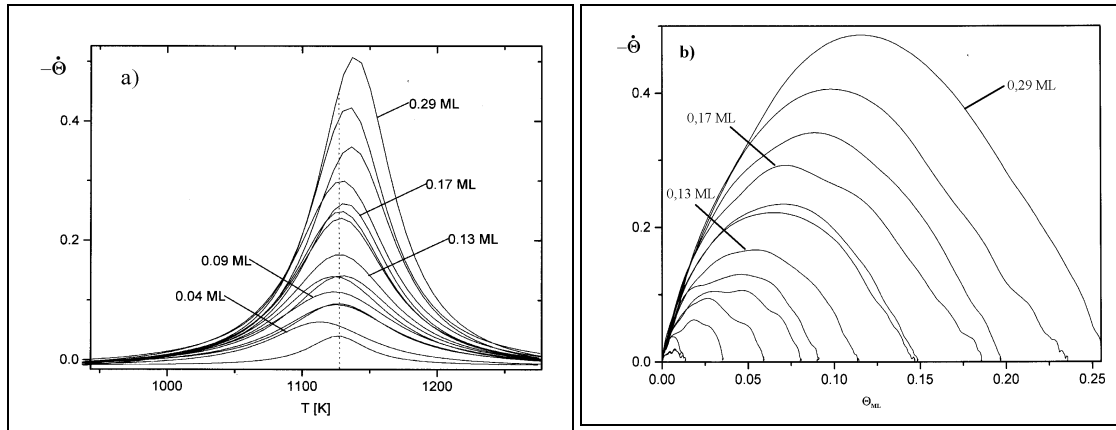 −Θ̇
a)
0.4
0.2
0.0
0.29 ML
0.17 ML
0.13 ML
0.09 ML
0.04 ML
1000
1100
1200
T [K]
−Θ̇
b)
0.4
0.2
0.0
0,29 ML
0,17 ML
0,13 ML
0.00
0.05
0.10
0.15
0.20
0.25
Θ_ML